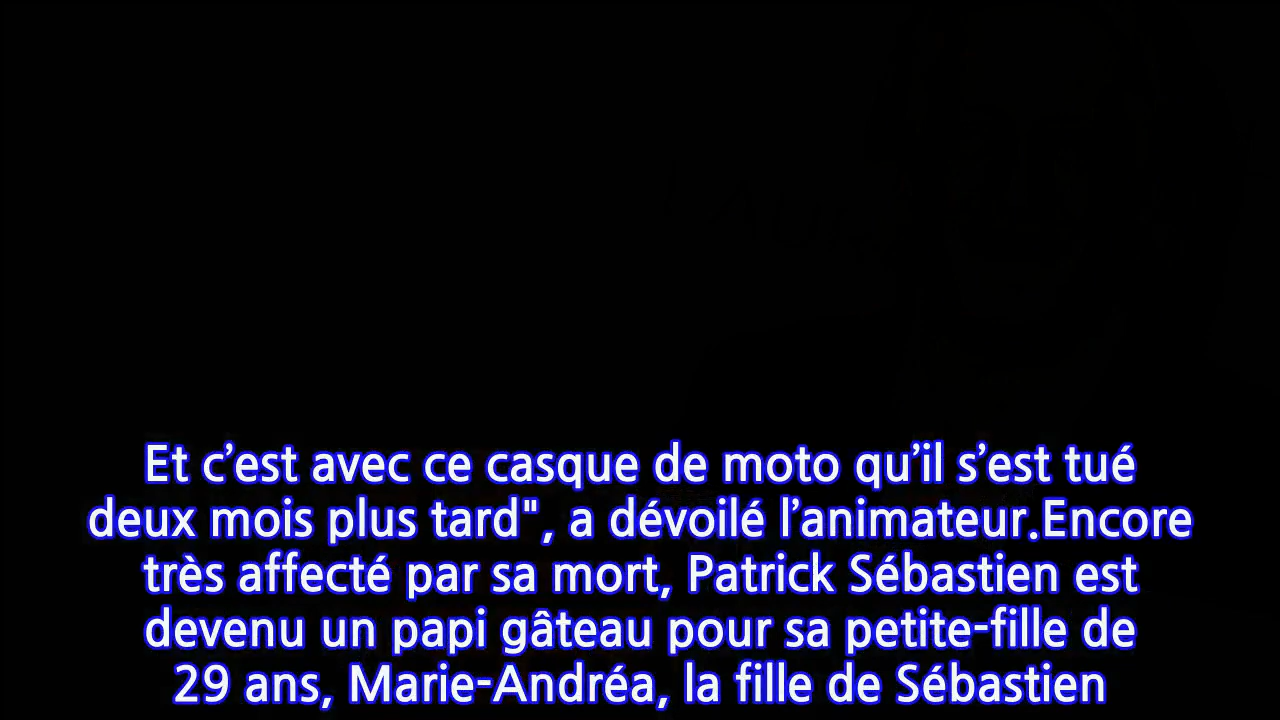 Et c’est avec ce casque de moto qu’il s’est tué
deux mois plus tard", a dévoilé l’animateur.Encore
très affecté par sa mort, Patrick Sébastien est
devenu un papi gâteau pour sa petite-fille de
29 ans, Marie-Andréa, la fille de Sébastien